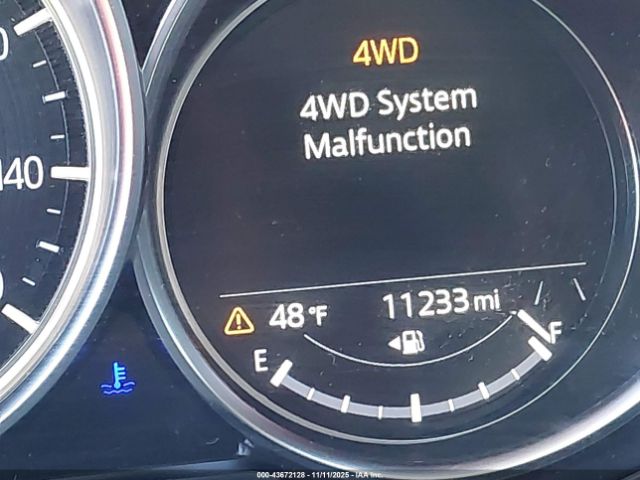 4WD
4WD System
Malfunction
140
48°F
11233 mi
E
F
000-43672128 - 11/11/2025 - IAA Inc.